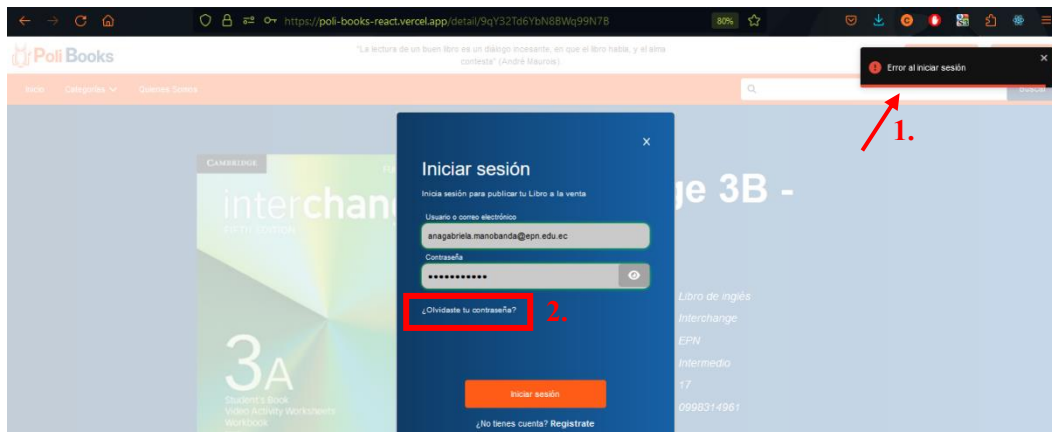 https://poli-books-react.vercel.app/detail/9qY32Td6YbN8BWq99N78
80%
Poli Books
"La lectura de un buen libro es un diálogo incesante, en que el libro habla, y el alma
contesta" (André Maurois)
Error al iniciar sesión
×
1.
Inicio
Categorías
Quienes Somos
Buscar
CAMBRIDGE
interchan
FIFTH EDITION
ge 3B -
3A
Student's Book
Video Activity Worksheets
Workbook
X
Iniciar sesión
Inicia sesión para publicar tu Libro a la venta
Usuario o correo electrónico
anagabriela.manobanda@epn.edu.ec
Contraseña
•••••••••••
¿Olvidaste tu contraseña?
2.
Iniciar sesión
¿No tienes cuenta? Regístrate
Libro de inglés
Interchange
EPN
Intermedio
17
0998314961